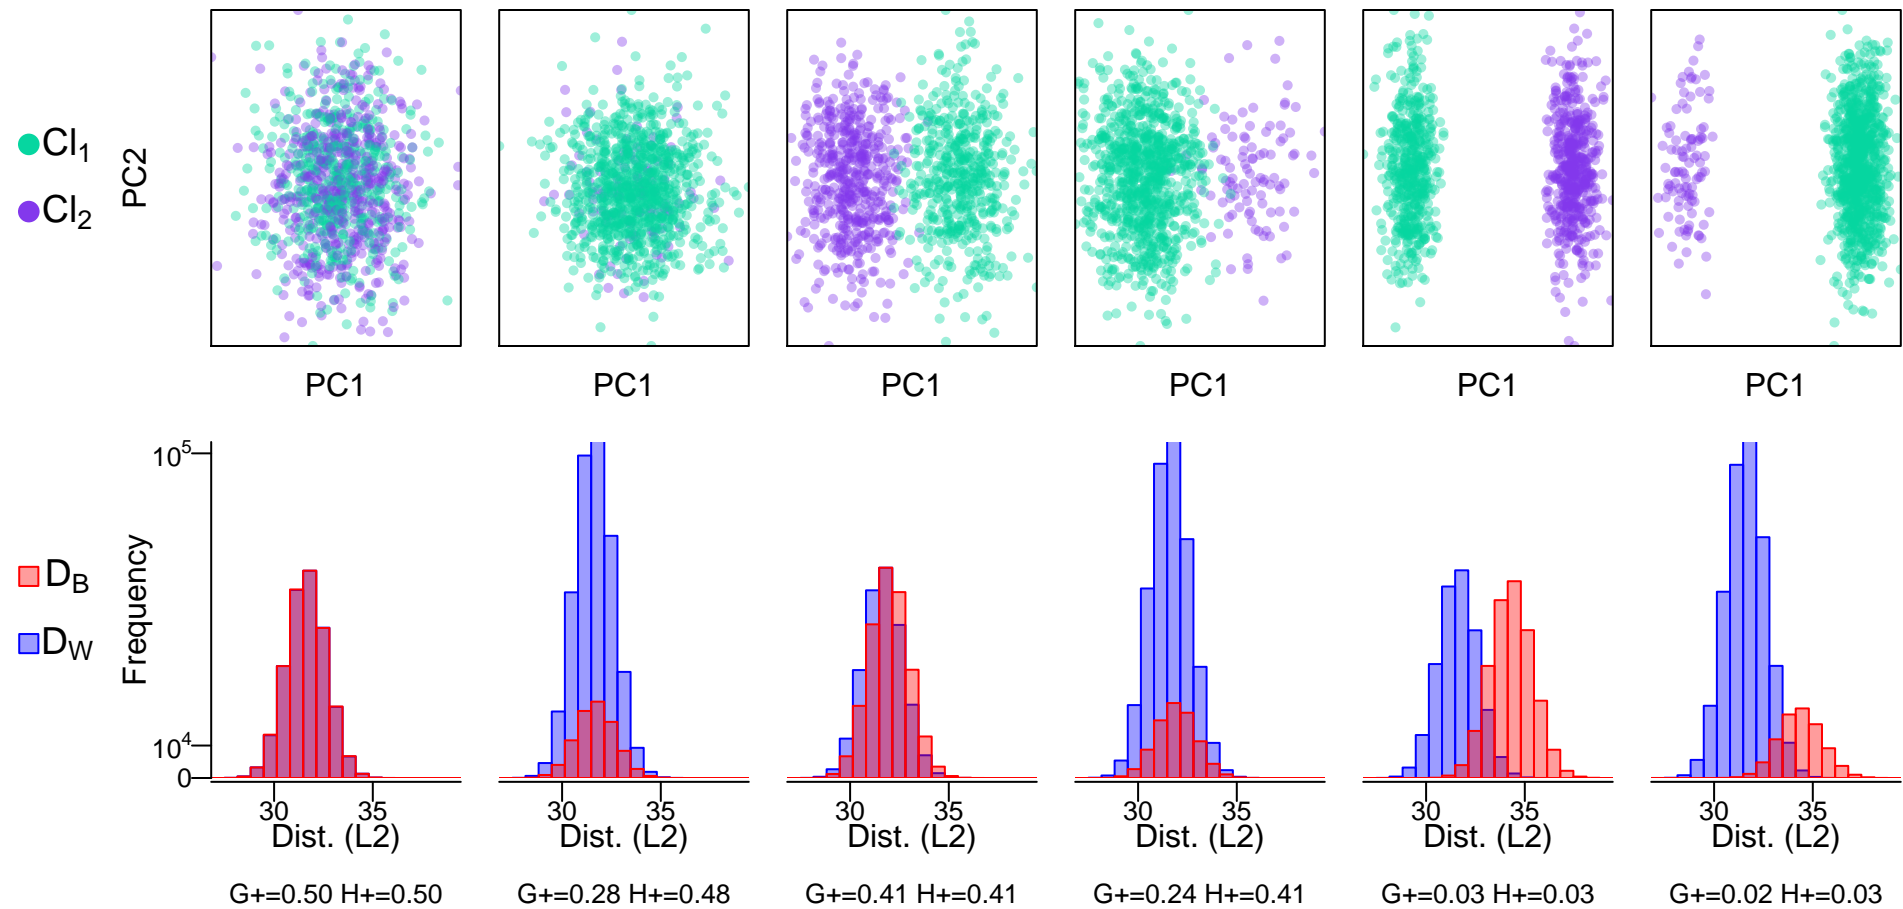 Cl1
Cl2
PC2
PC1 PC1 PC1 PC1 PC1 PC1
10^5
10^4
0
Frequency
DB
DW
30 35 30 35 30 35 30 35 30 35 30 35
Dist. (L2) Dist. (L2) Dist. (L2) Dist. (L2) Dist. (L2) Dist. (L2)
G+=0.50 H+=0.50 G+=0.28 H+=0.48 G+=0.41 H+=0.41 G+=0.24 H+=0.41 G+=0.03 H+=0.03 G+=0.02 H+=0.03